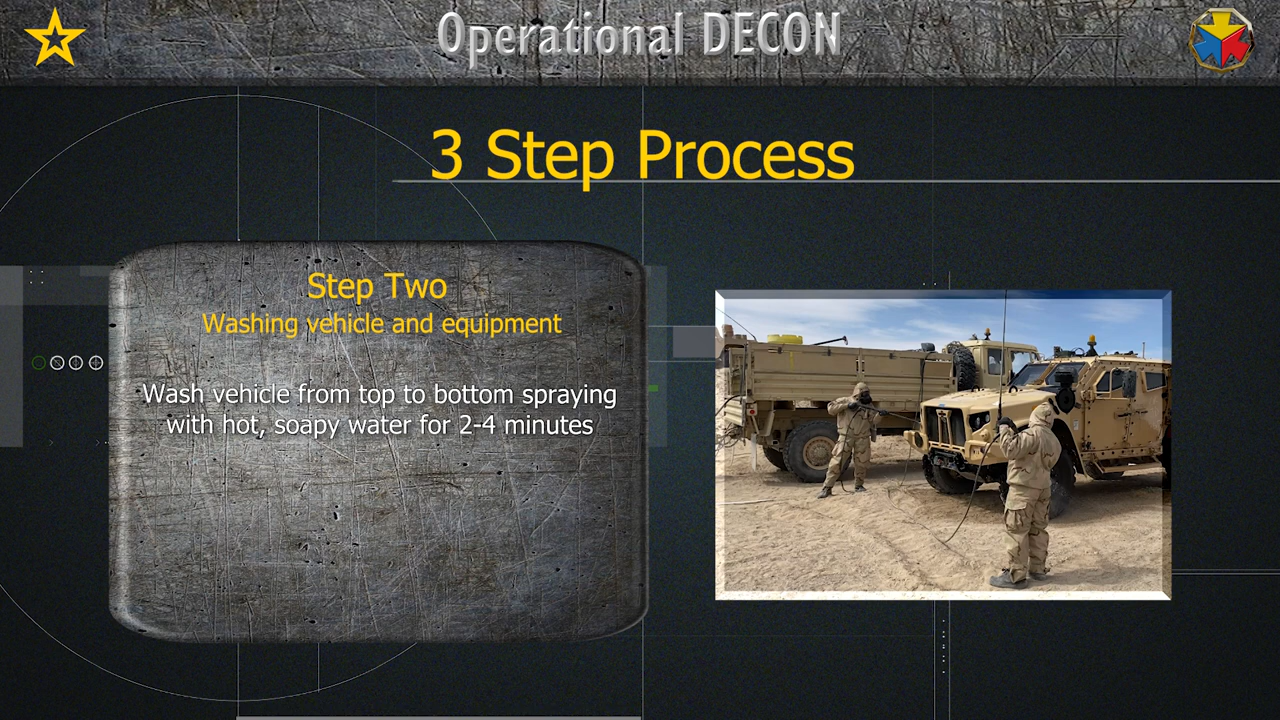 Operational DECON
3 Step Process
Step Two
Washing vehicle and equipment
Wash vehicle from top to bottom spraying
with hot, soapy water for 2-4 minutes